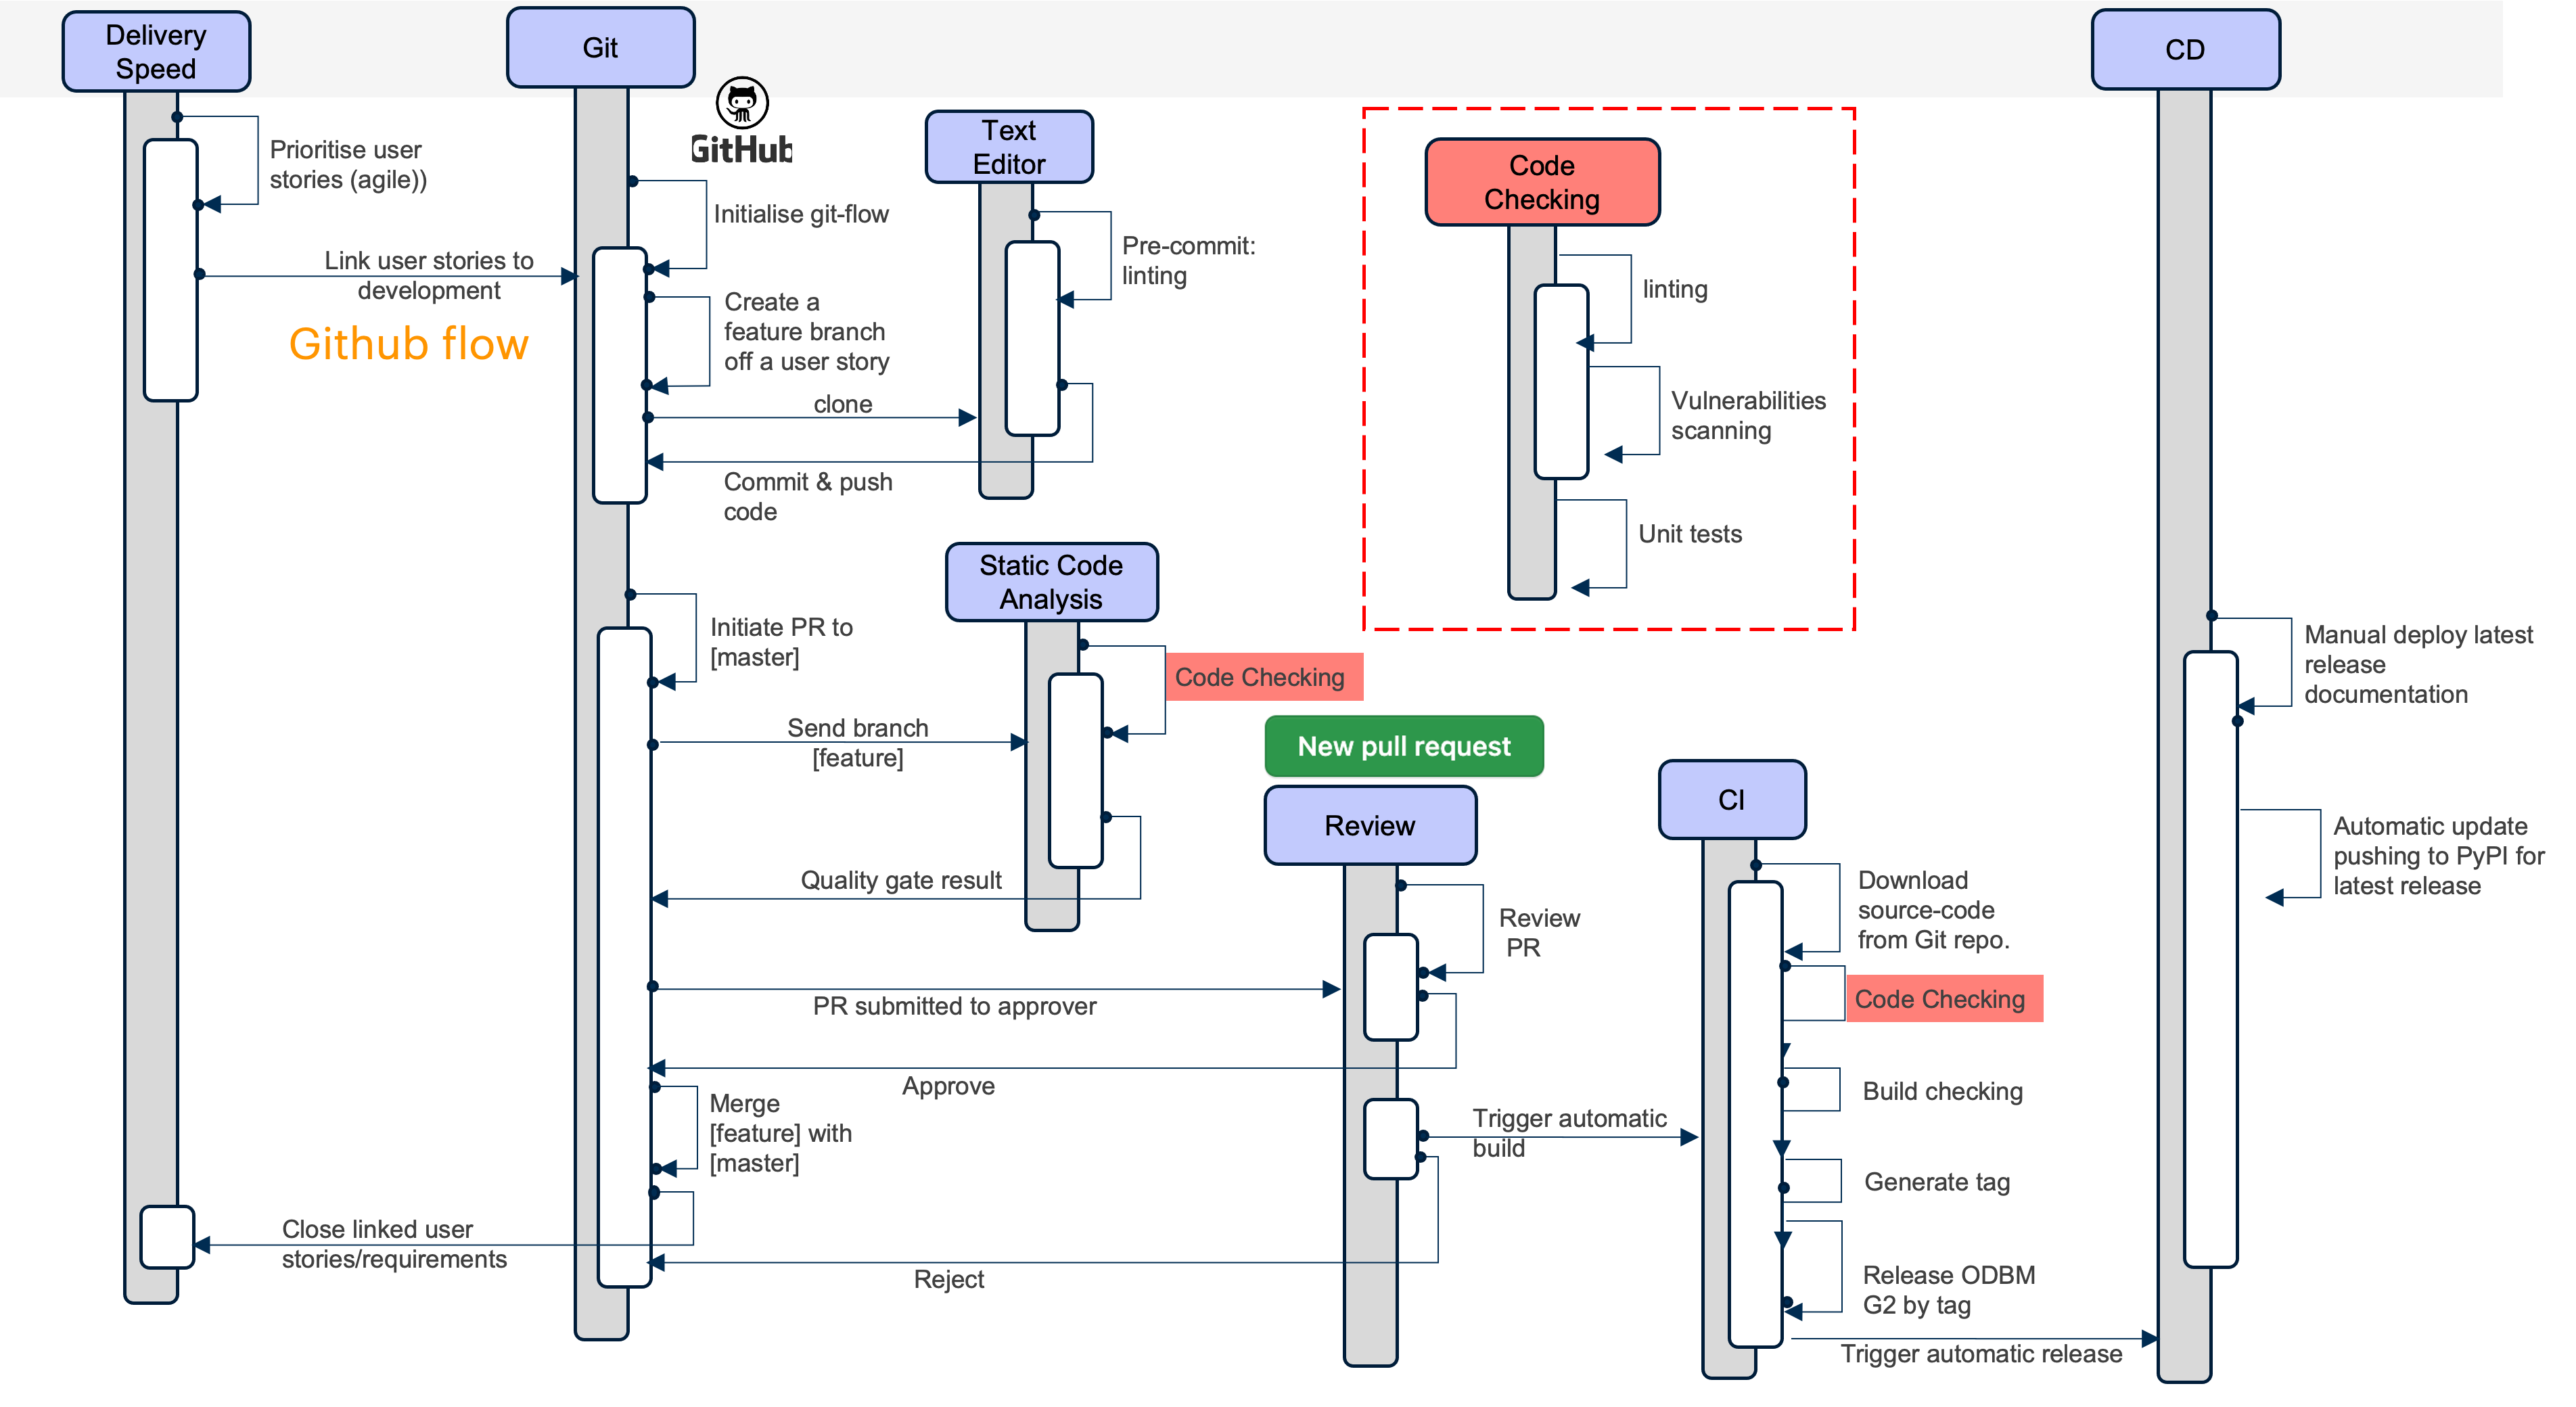 Delivery
Speed
Git
CD
GitHub
Text
Editor
Code
Checking
Prioritise user
stories (agile))
Initialise git-flow
Pre-commit:
linting
linting
Link user stories to
development
Github flow
Create a
feature branch
off a user story
clone
Commit & push
code
Vulnerabilities
scanning
Unit tests
Static Code
Analysis
Initiate PR to
[master]
Code Checking
Send branch
[feature]
New pull request
Manual deploy latest
release
documentation
Review
CI
Automatic update
pushing to PyPI for
latest release
Quality gate result
Review
PR
Download
source-code
from Git repo.
Code Checking
PR submitted to approver
Approve
Merge
[feature] with
[master]
Trigger automatic
build
Build checking
Generate tag
Close linked user
stories/requirements
Reject
Release ODBM
G2 by tag
Trigger automatic release